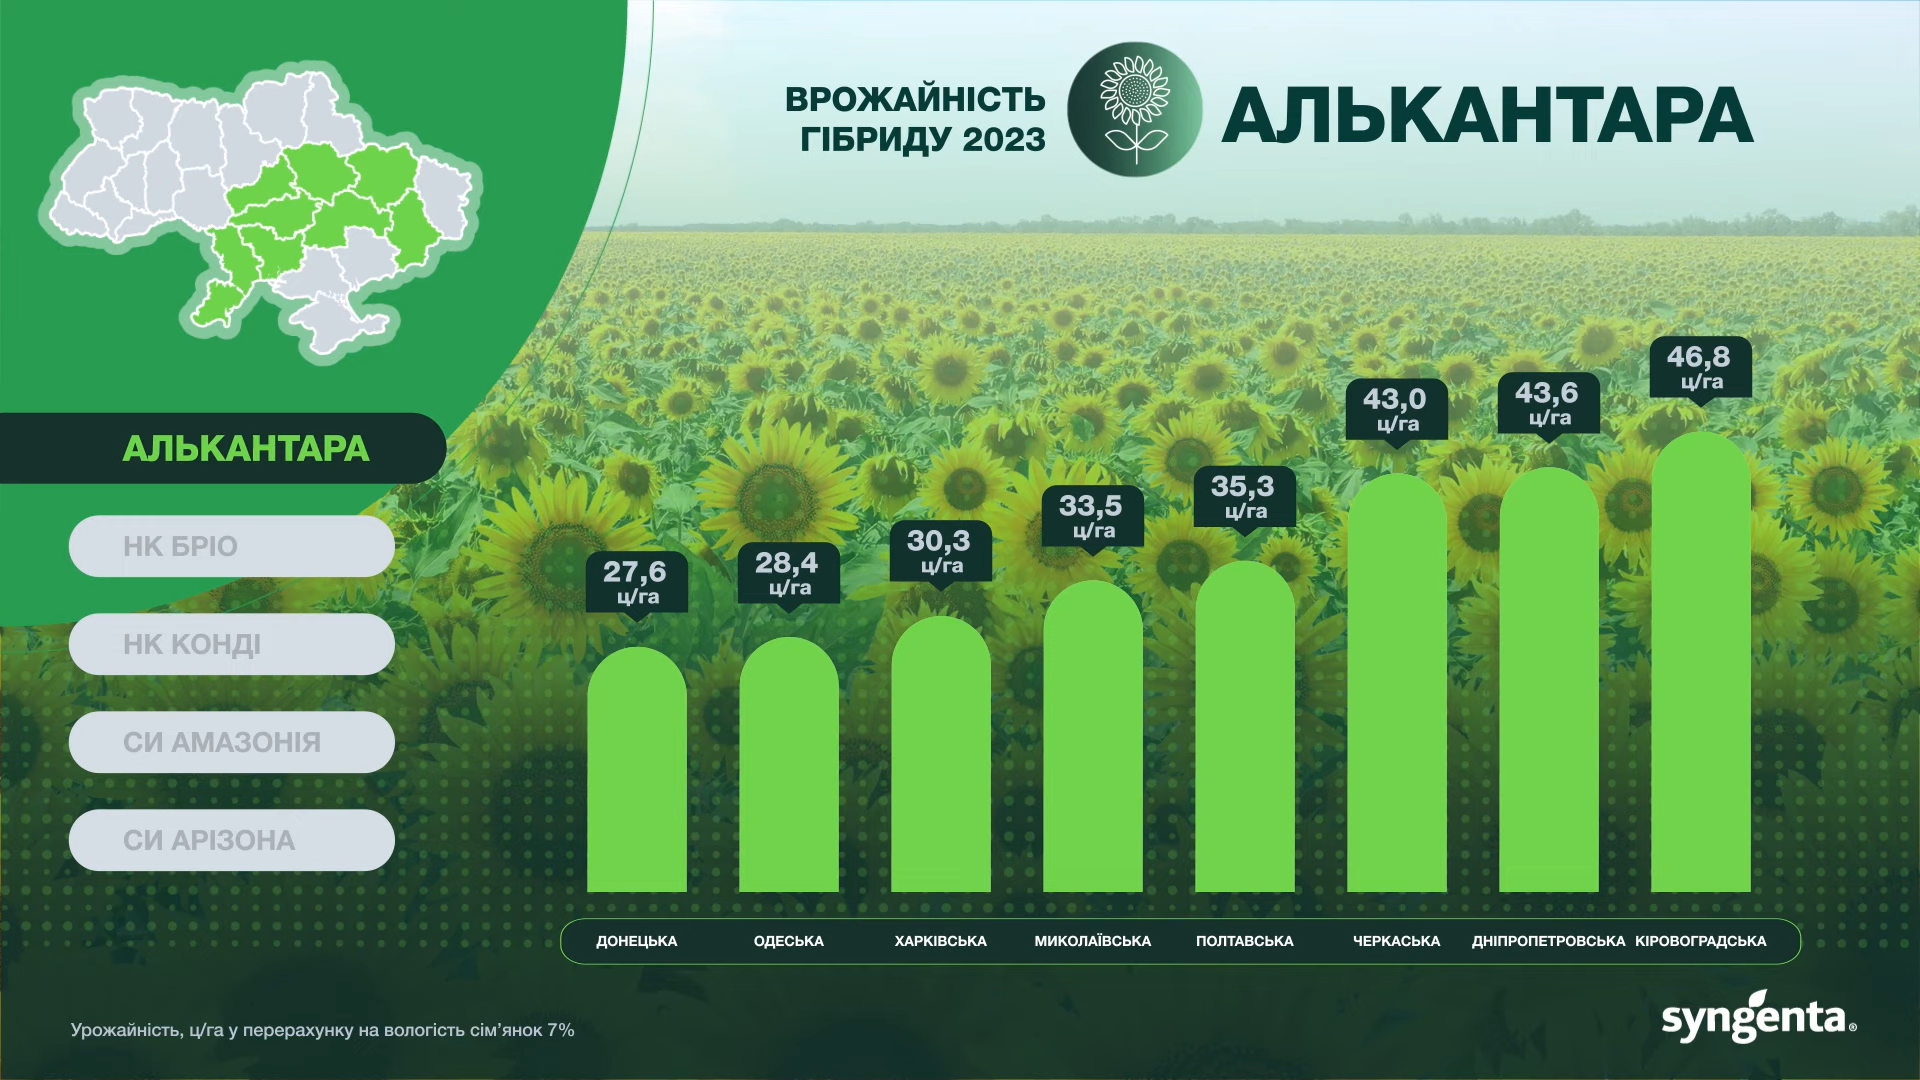 ВРОЖАЙНІСТЬ
ГІБРИДУ 2023
АЛЬКАНТАРА
АЛЬКАНТАРА
НК БРІО
НК КОНДІ
СИ АМАЗОНІЯ
СИ АРІЗОНА
27,6
ц/га
28,4
ц/га
30,3
ц/га
33,5
ц/га
35,3
ц/га
43,0
ц/га
43,6
ц/га
46,8
ц/га
ДОНЕЦЬКА
ОДЕСЬКА
ХАРКІВСЬКА
МИКОЛАЇВСЬКА
ПОЛТАВСЬКА
ЧЕРКАСЬКА
ДНІПРОПЕТРОВСЬКА
КІРОВОГРАДСЬКА
Урожайність, ц/га у перерахунку на вологість сім’янок 7%
syngenta®